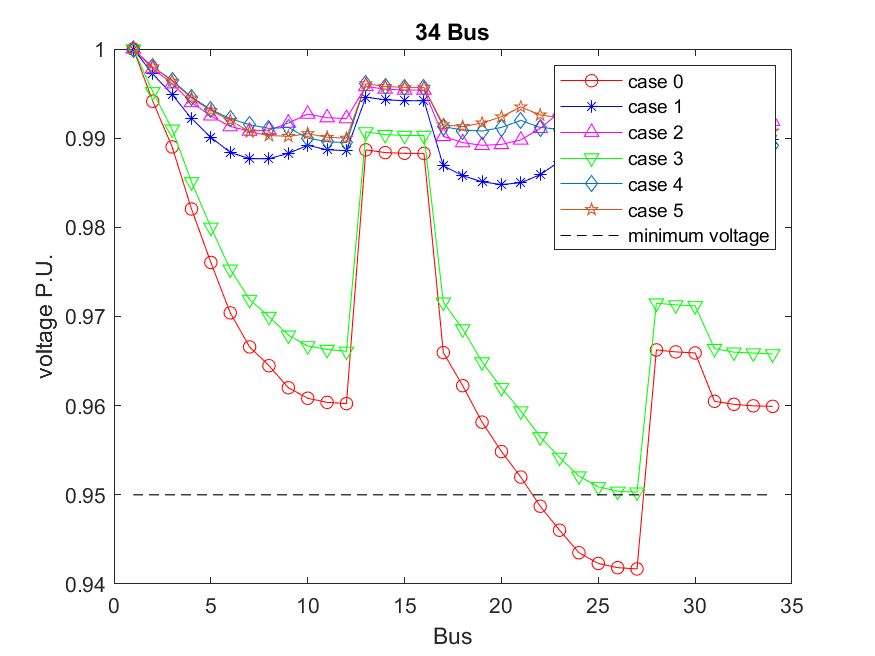 34 Bus
1
0.99
0.98
0.97
0.96
0.95
0.94
voltage P.U.
case 0
case 1
case 2
case 3
case 4
case 5
minimum voltage
0 5 10 15 20 25 30 35
Bus